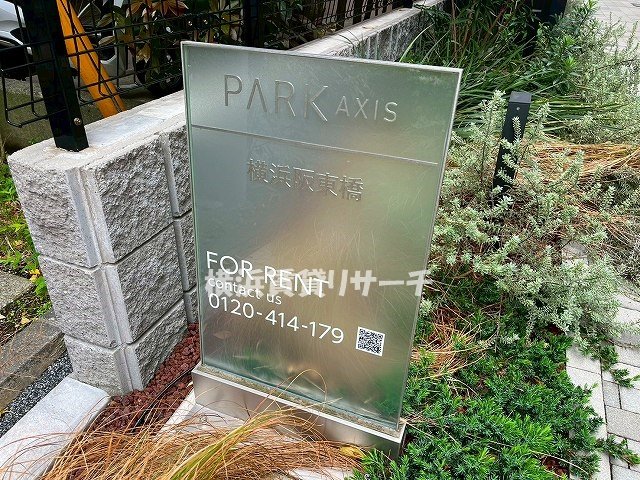 PARK AXIS
横浜阪東橋
FOR RENT
横浜賃貸リサーチ
contact us
0120-414-179